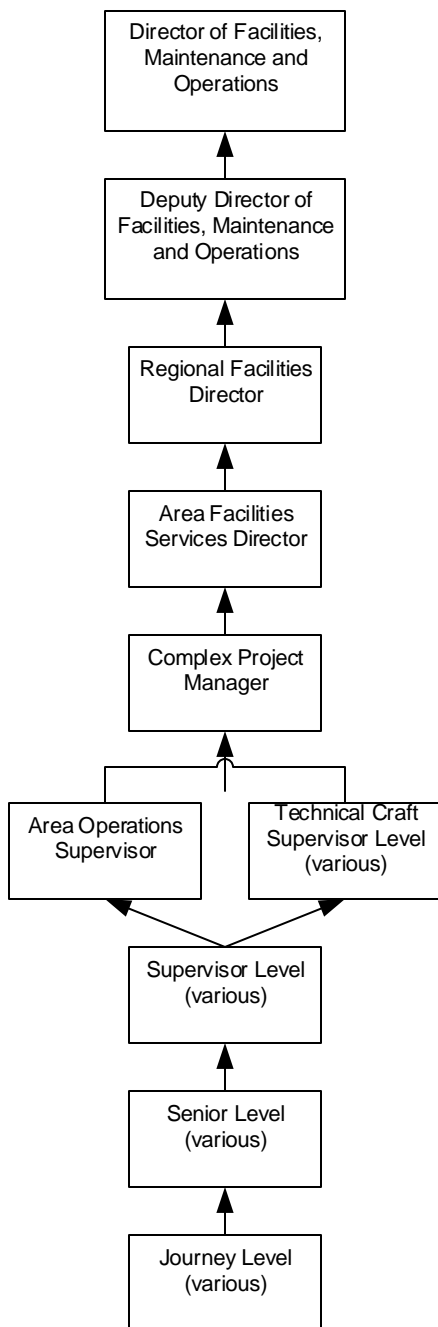 Director of Facilities,
Maintenance and
Operations
Deputy Director of
Facilities, Maintenance
and Operations
Regional Facilities
Director
Area Facilities
Services Director
Complex Project
Manager
Area Operations
Supervisor
Technical Craft
Supervisor Level
(various)
Supervisor Level
(various)
Senior Level
(various)
Journey Level
(various)